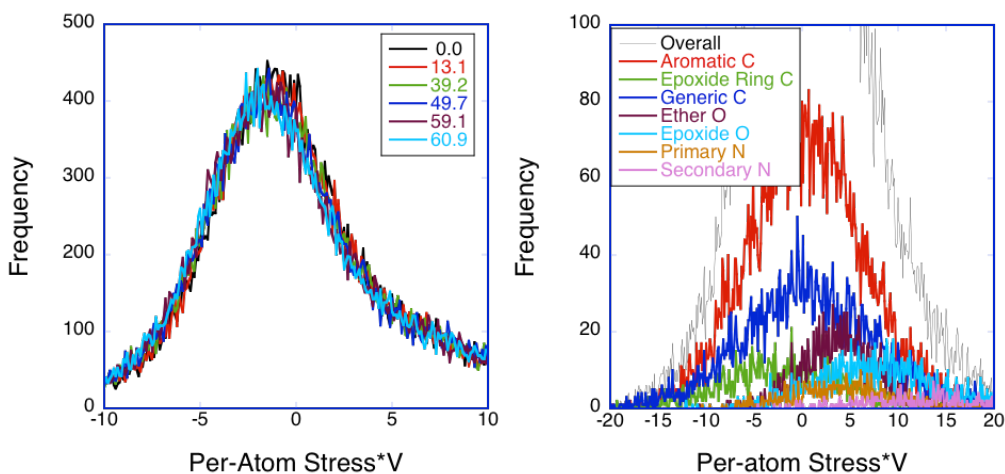 500
400
300
200
100
0
-10
-5
0
5
10
Frequency
Per-Atom Stress*V
0.0
13.1
39.2
49.7
59.1
60.9
100
80
60
40
20
0
-20
-15
-10
-5
0
5
10
15
20
Frequency
Per-atom Stress*V
Overall
Aromatic C
Epoxide Ring C
Generic C
Ether O
Epoxide O
Primary N
Secondary N